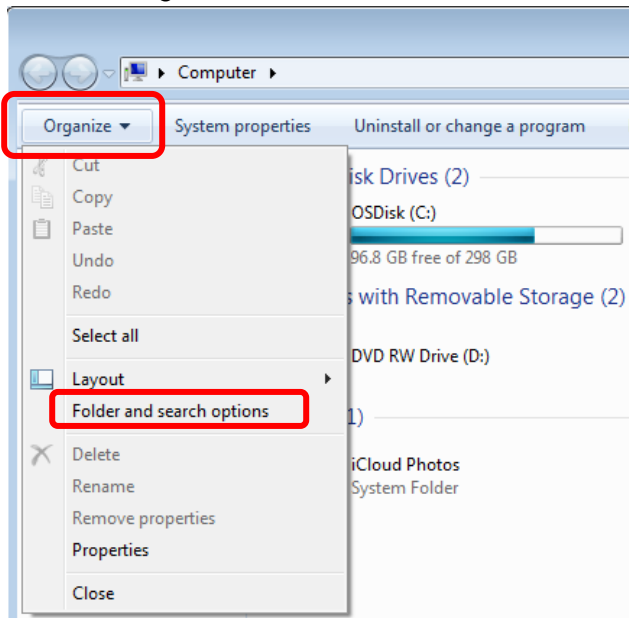 Computer
Organize System properties Uninstall or change a program
Cut
Copy
Paste
Undo
Redo
Select all
Layout
Folder and search options
Delete
Rename
Remove properties
Properties
Close
isk Drives (2)
OSDisk (C:)
96.8 GB free of 298 GB
s with Removable Storage (2)
DVD RW Drive (D:)
1)
iCloud Photos
System Folder